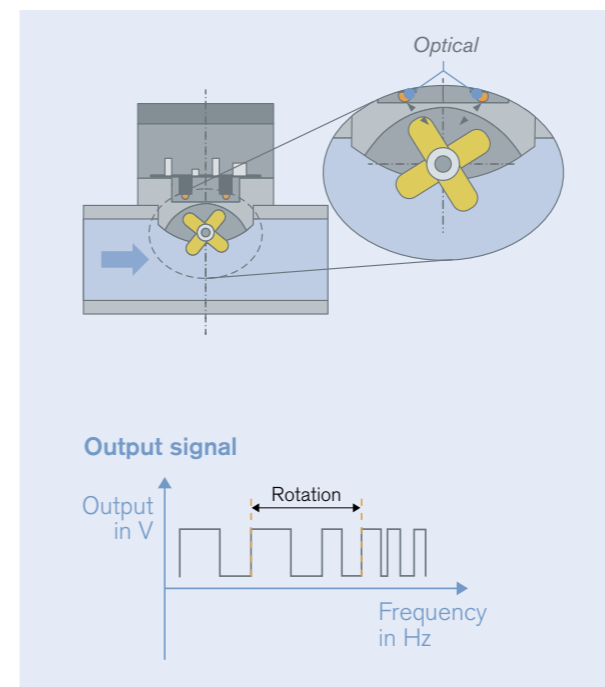 Optical
Output signal
Output
in V
Rotation
Frequency
in Hz